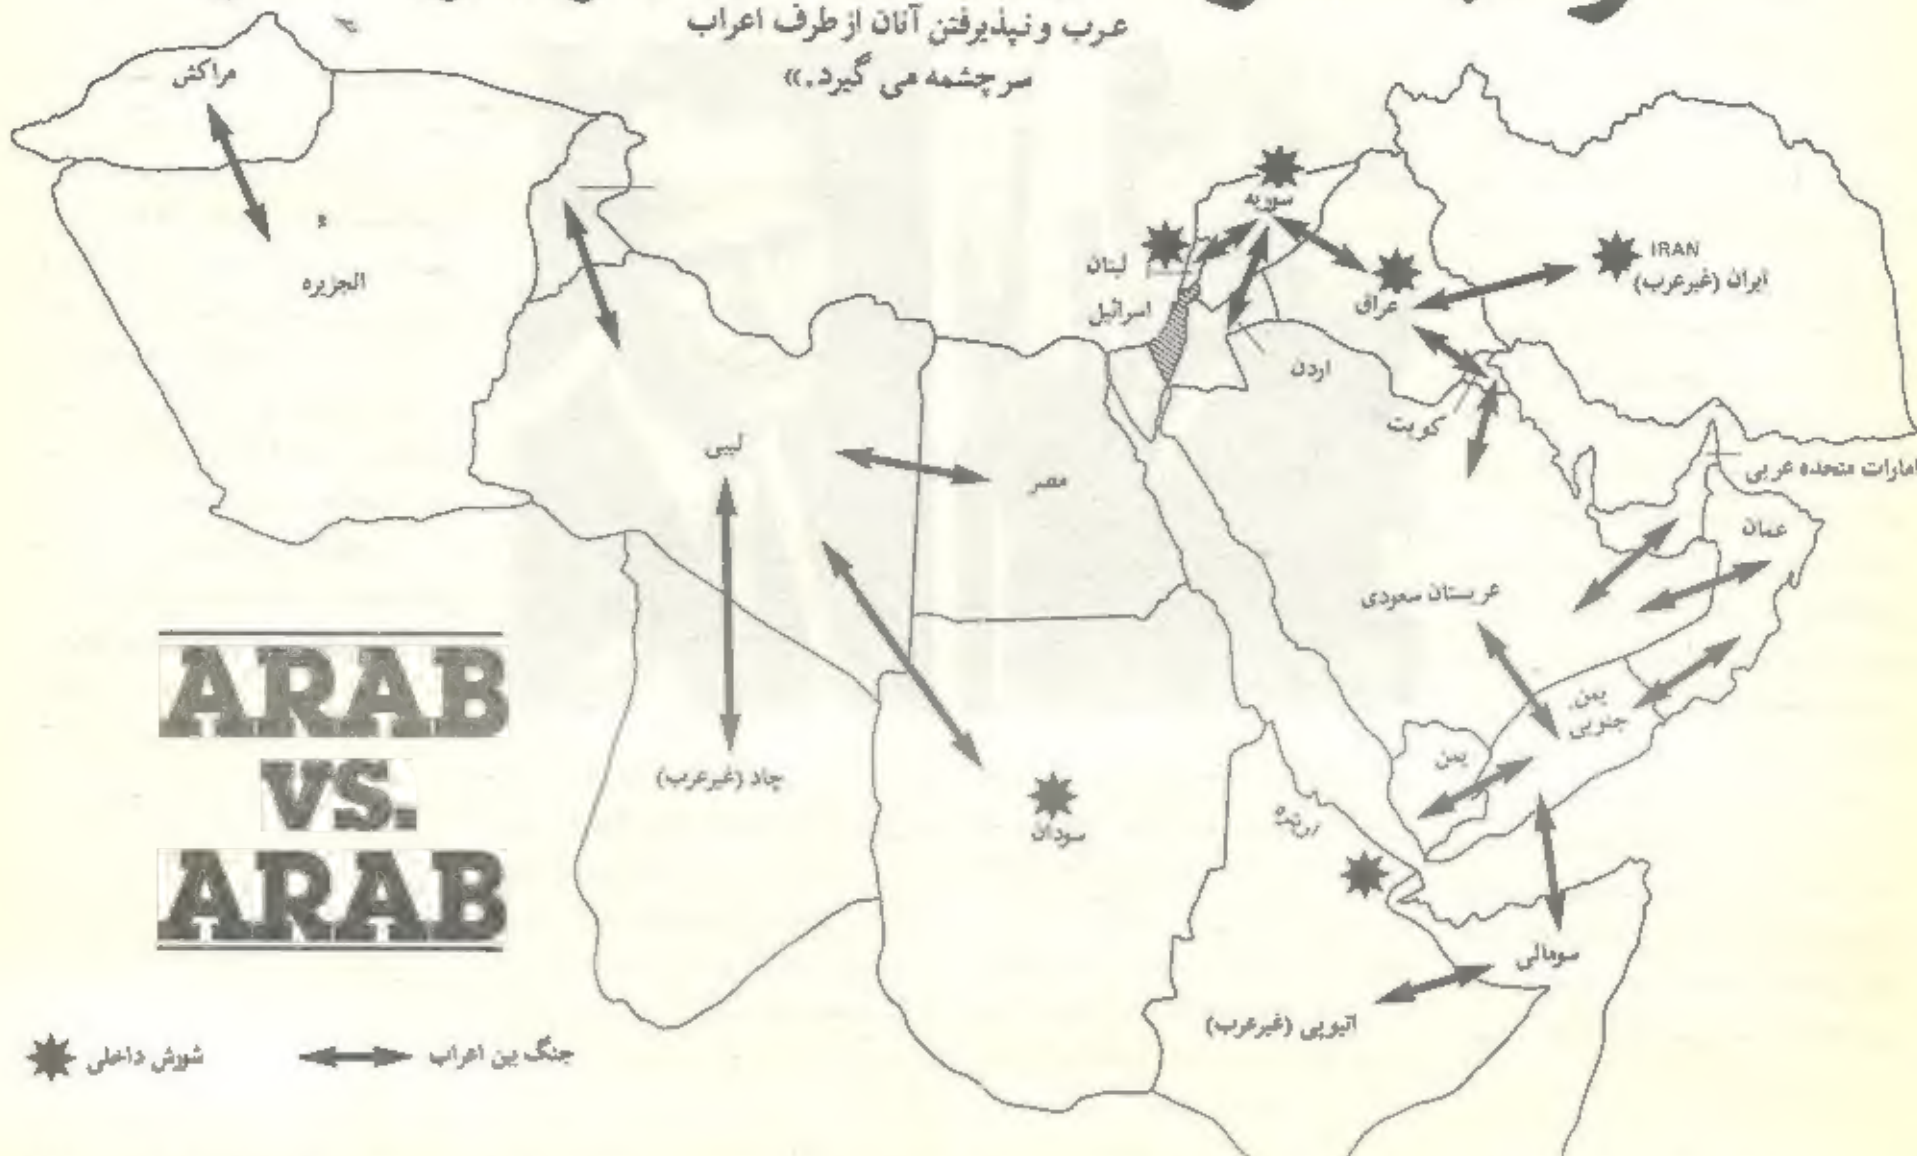 عرب و نپذیرفتن آنان از طرف اعراب
سرچشمه می گیرد.»
مراکش
الجزیره
لیبی
مصر
چاد (غیرعرب)
سودان
سوریه
لبنان
اسرائیل
عراق
IRAN
ایران (غیرعرب)
اردن
کویت
امارات متحده عربی
عمان
عربستان سعودی
یمن
جنوبی
یمن
اریتره
سومالی
اتیوپی (غیرعرب)
ARAB
VS.
ARAB
جنگ بین اعراب
شورش داخلی